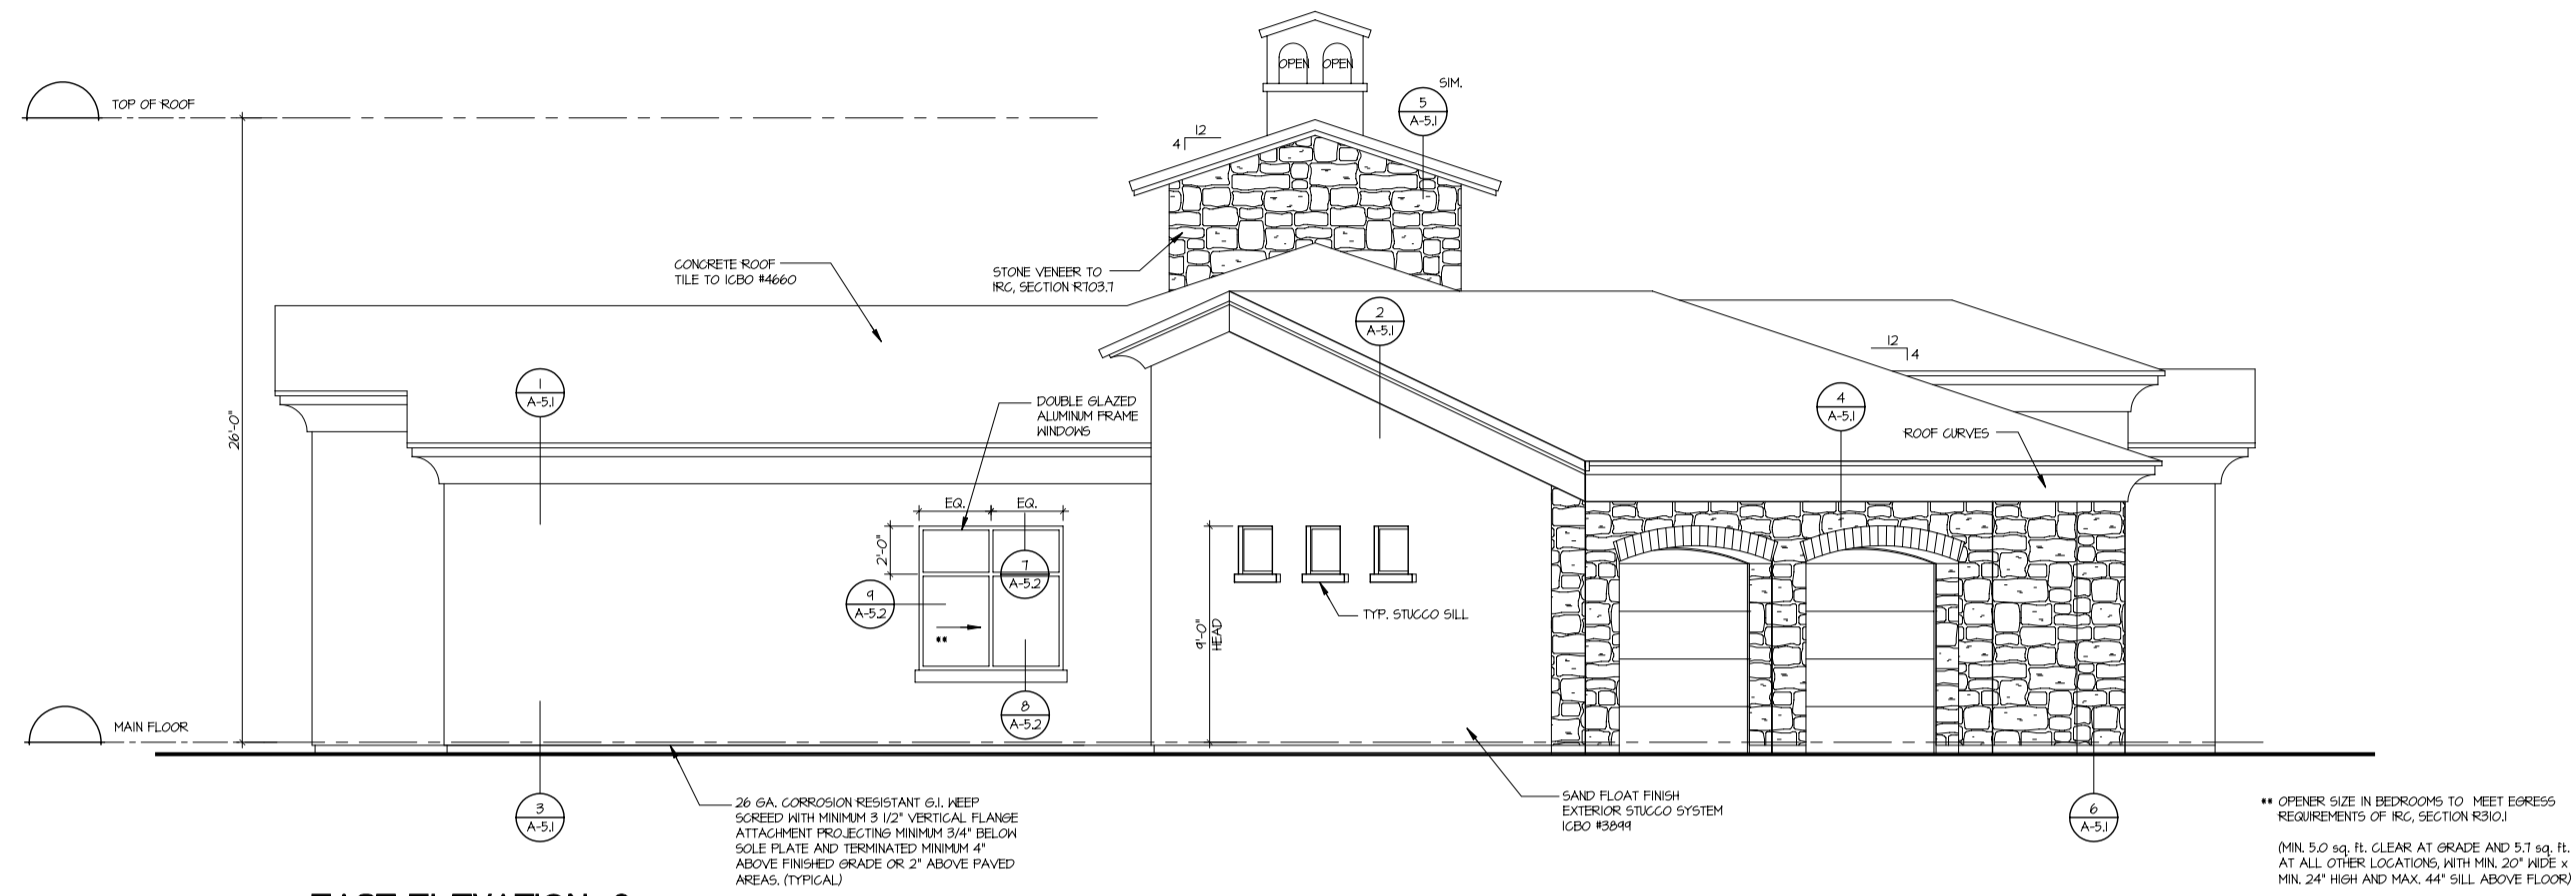 OPEN OPEN
SIM.
5
A-5.1
TOP OF ROOF
12
4
CONCRETE ROOF
TILE TO ICBO #4660
STONE VENEER TO
IRC, SECTION R703.7
2
A-5.1
12
4
1
A-5.1
DOUBLE GLAZED
ALUMINUM FRAME
WINDOWS
4
A-5.1
26'-0"
ROOF CURVES
EQ. EQ.
2'-0"
7
A-5.2
9
A-5.2
TYP. STUCCO SILL
**
9'-0"
HEAD
8
A-5.2
MAIN FLOOR
3
A-5.1
26 GA. CORROSION RESISTANT G.I. WEEP
SCREED WITH MINIMUM 3 1/2" VERTICAL FLANGE
ATTACHMENT PROJECTING MINIMUM 3/4" BELOW
SOLE PLATE AND TERMINATED MINIMUM 4"
ABOVE FINISHED GRADE OR 2" ABOVE PAVED
AREAS. (TYPICAL)
SAND FLOAT FINISH
EXTERIOR STUCCO SYSTEM
ICBO #3899
6
A-5.1
** OPENER SIZE IN BEDROOMS TO MEET EGRESS
REQUIREMENTS OF IRC, SECTION R310.1
(MIN. 5.0 sq. ft. CLEAR AT GRADE AND 5.7 sq. ft.
AT ALL OTHER LOCATIONS, WITH MIN. 20" WIDE x
MIN. 24" HIGH AND MAX. 44" SILL ABOVE FLOOR)